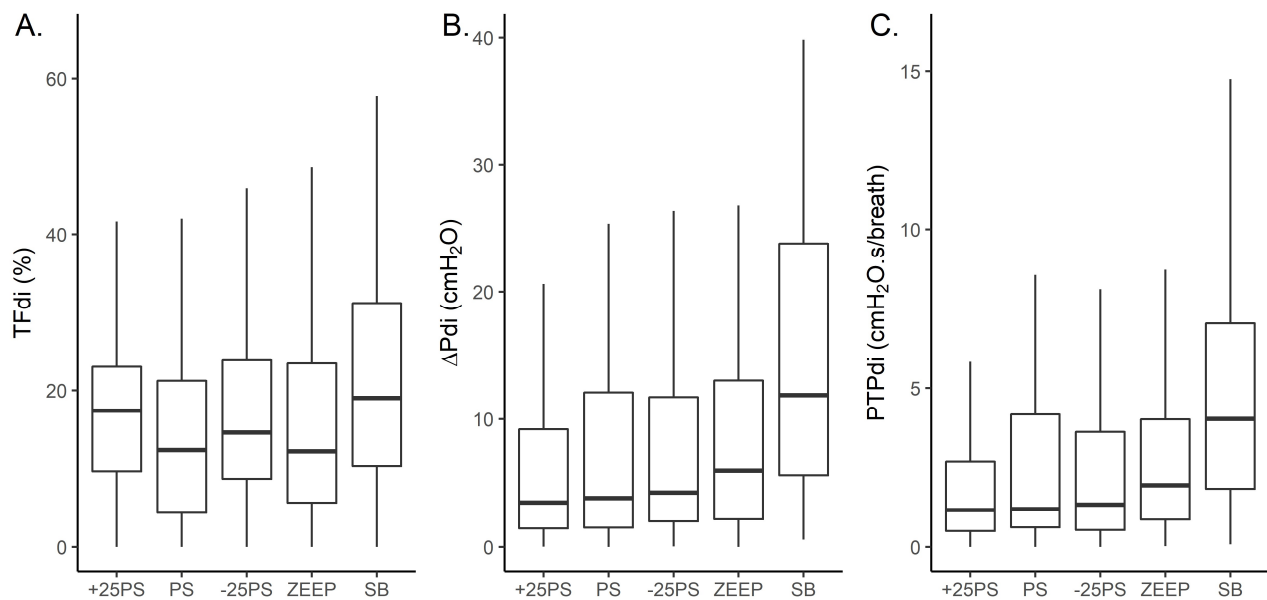 A.
TFdi (%)
60
40
20
0
+25PS PS -25PS ZEEP SB
B.
ΔPdi (cmH₂O)
40
30
20
10
0
+25PS PS -25PS ZEEP SB
C.
PTPdi (cmH₂O.s/breath)
15
10
5
0
+25PS PS -25PS ZEEP SB